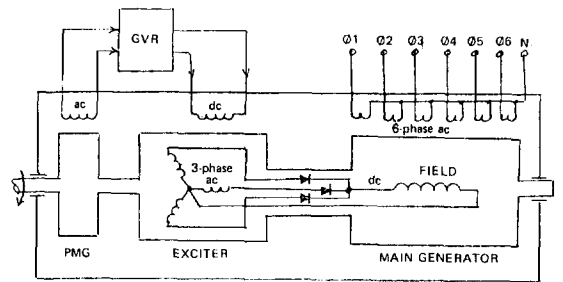 GVR
Ø1 Ø2 Ø3 Ø4 Ø5 Ø6 N
ac
dc
6-phase ac
3-phase
ac
dc
FIELD
PMG
EXCITER
MAIN GENERATOR